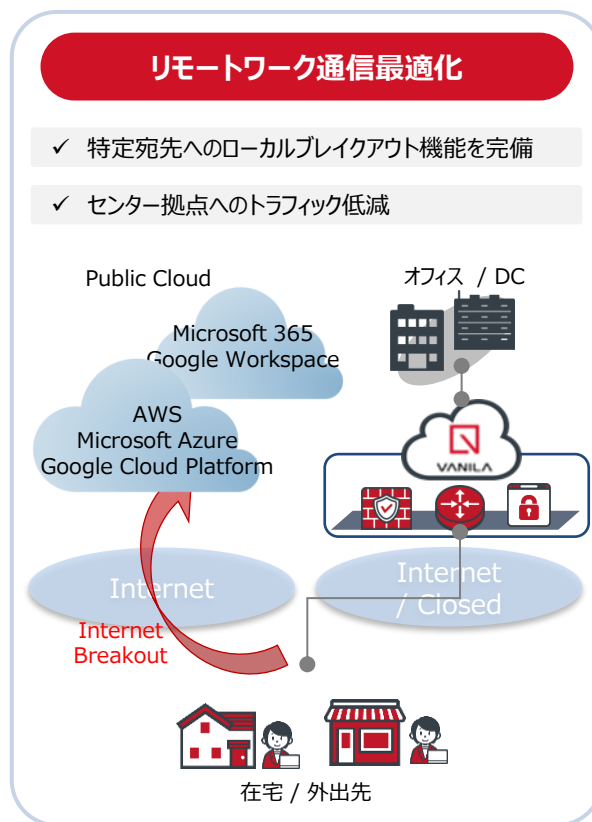 リモートワーク通信最適化
✓ 特定宛先へのローカルブレイクアウト機能を完備
✓ センター拠点へのトラフィック低減
Public Cloud
オフィス / DC
Microsoft 365
Google Workspace
AWS
Microsoft Azure
Google Cloud Platform
VANILA
Internet
Internet
/ Closed
Internet
Breakout
在宅 / 外出先